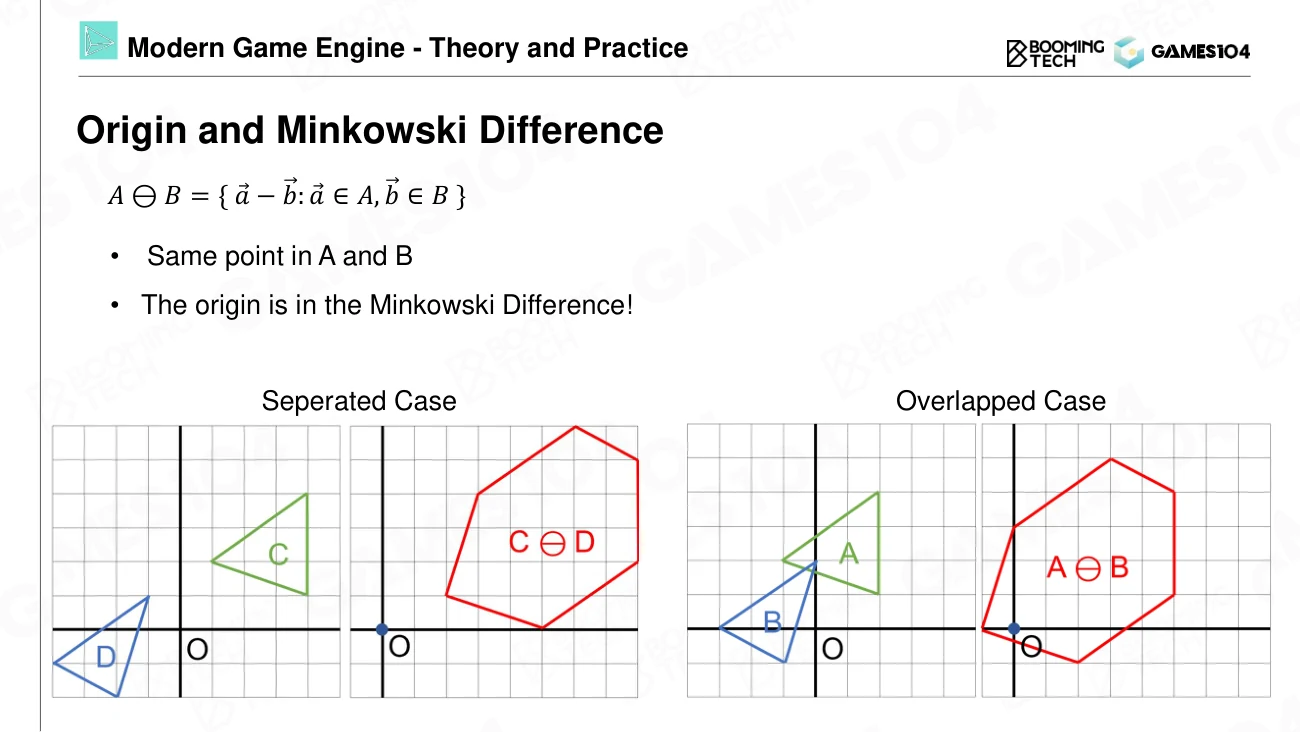 Modern Game Engine - Theory and Practice
BOOMING
TECH
GAMES104
Origin and Minkowski Difference
A ⊖ B = { a⃗ − b⃗: a⃗ ∈ A, b⃗ ∈ B }
• Same point in A and B
• The origin is in the Minkowski Difference!
Seperated Case
Overlapped Case
C
D
O
C ⊖ D
O
A
B
O
A ⊖ B
O